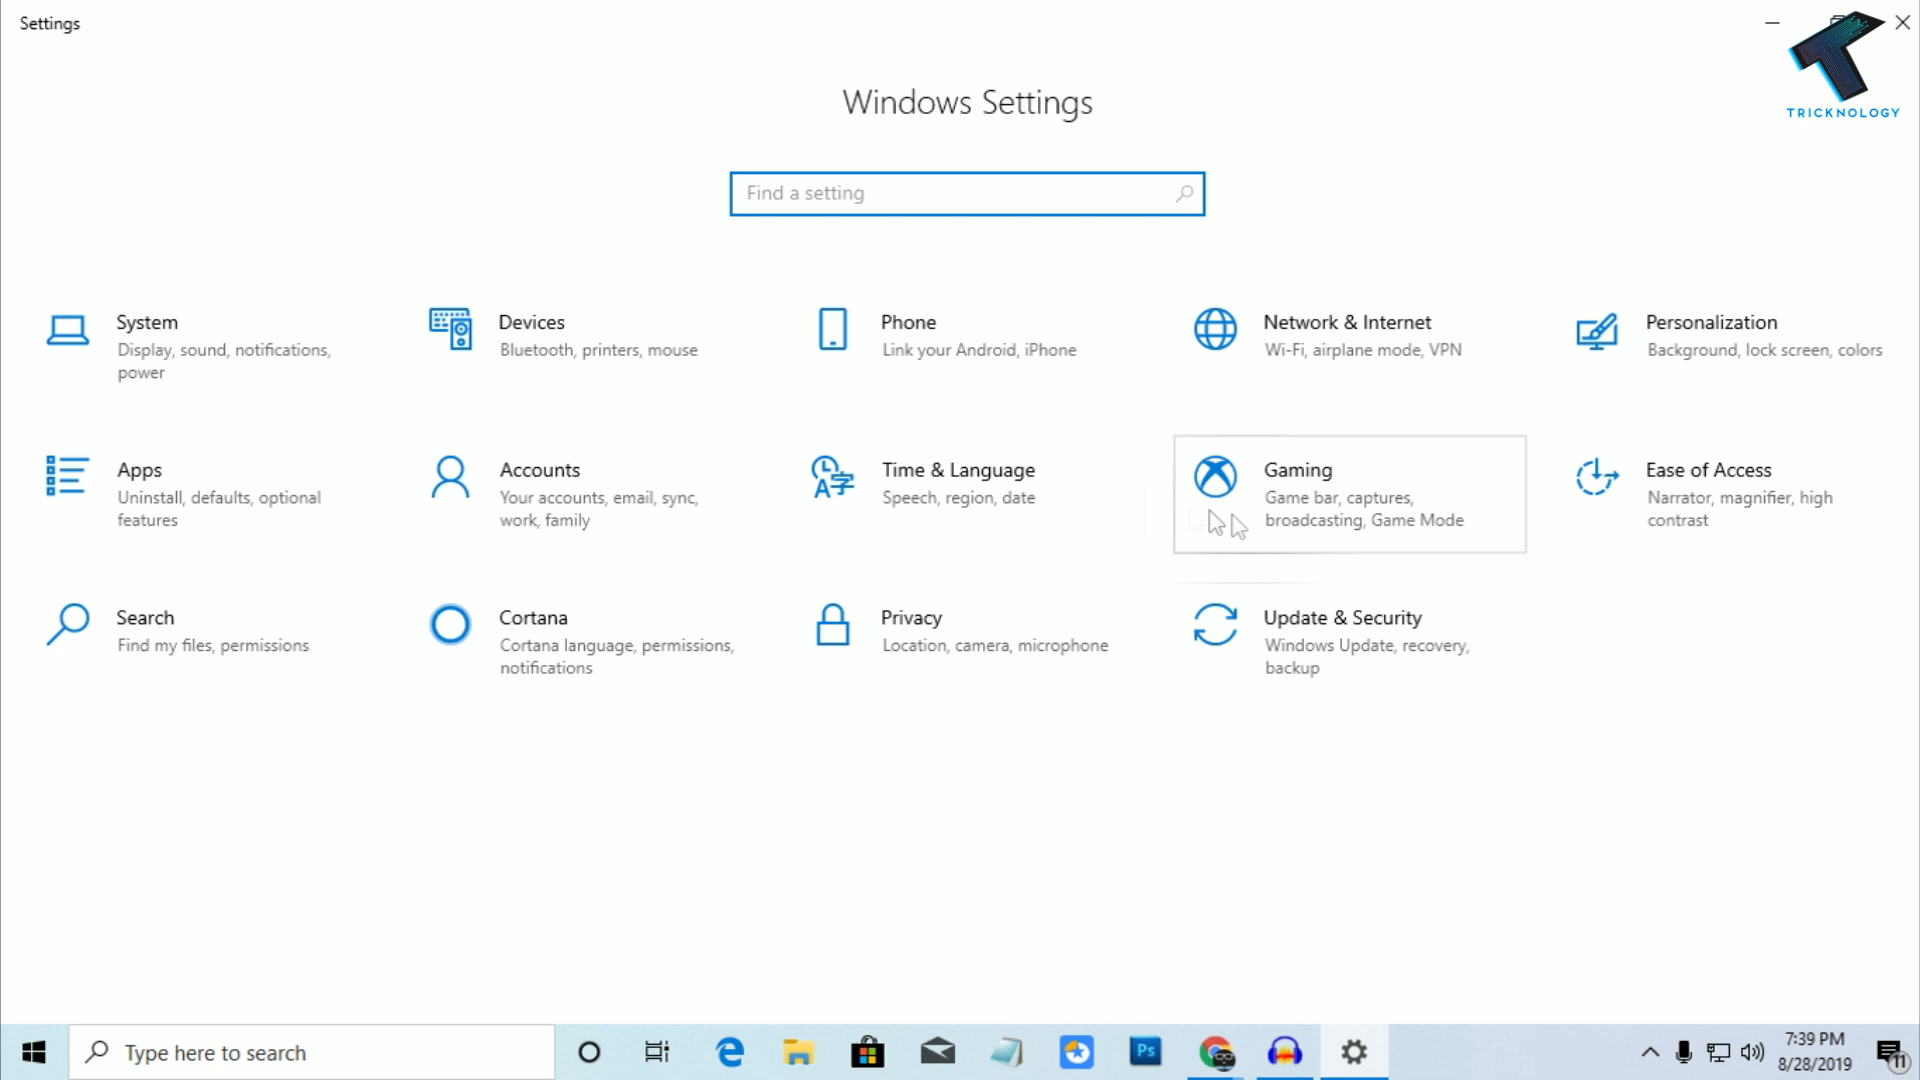 Settings
TRICKNOLOGY
Windows Settings
Find a setting
System
Display, sound, notifications,
power
Devices
Bluetooth, printers, mouse
Phone
Link your Android, iPhone
Network & Internet
Wi-Fi, airplane mode, VPN
Personalization
Background, lock screen, colors
Apps
Uninstall, defaults, optional
features
Accounts
Your accounts, email, sync,
work, family
Time & Language
Speech, region, date
Gaming
Game bar, captures,
broadcasting, Game Mode
Ease of Access
Narrator, magnifier, high
contrast
Search
Find my files, permissions
Cortana
Cortana language, permissions,
notifications
Privacy
Location, camera, microphone
Update & Security
Windows Update, recovery,
backup
Type here to search
Ps
7:39 PM
8/28/2019
11